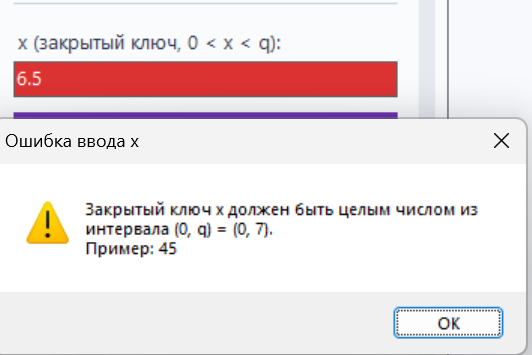 x (закрытый ключ, 0 < x < q):
6.5
Ошибка ввода x
Закрытый ключ x должен быть целым числом из
интервала (0, q) = (0, 7).
Пример: 45
ОК